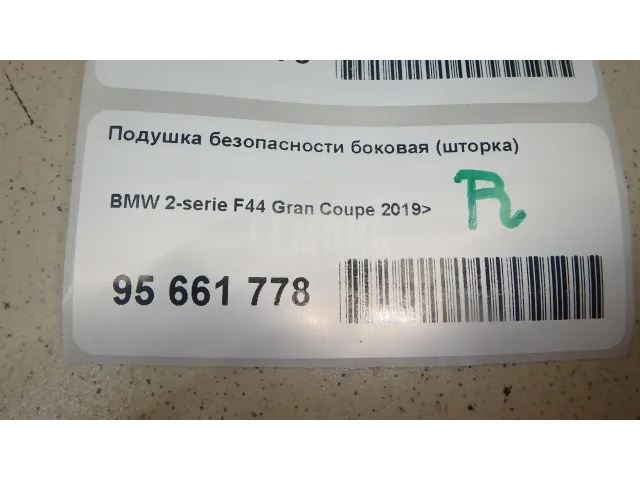 Подушка безопасности боковая (шторка)
BMW 2-serie F44 Gran Coupe 2019>
R
95 661 778